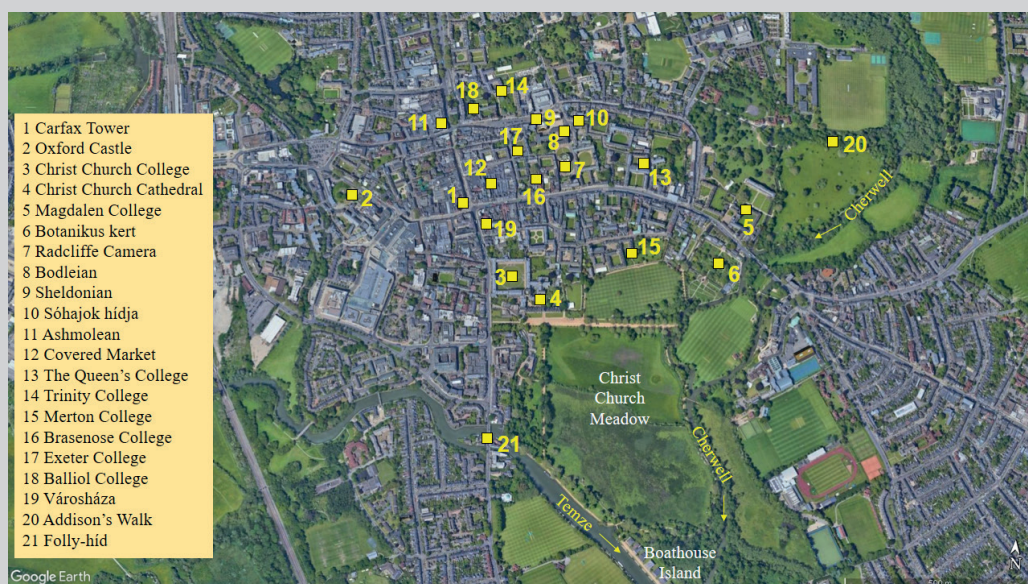 1 Carfax Tower
2 Oxford Castle
3 Christ Church College
4 Christ Church Cathedral
5 Magdalen College
6 Botanikus kert
7 Radcliffe Camera
8 Bodleian
9 Sheldonian
10 Sóhajok hídja
11 Ashmolean
12 Covered Market
13 The Queen's College
14 Trinity College
15 Merton College
16 Brasenose College
17 Exeter College
18 Balliol College
19 Városháza
20 Addison's Walk
21 Folly-híd
14
18
11
9
10
8
17
20
7
13
12
16
2
1
5
19
Cherwell
15
6
3
4
Christ
Church
Meadow
21
Cherwell
Temze
Boathouse
Island
Google Earth
N